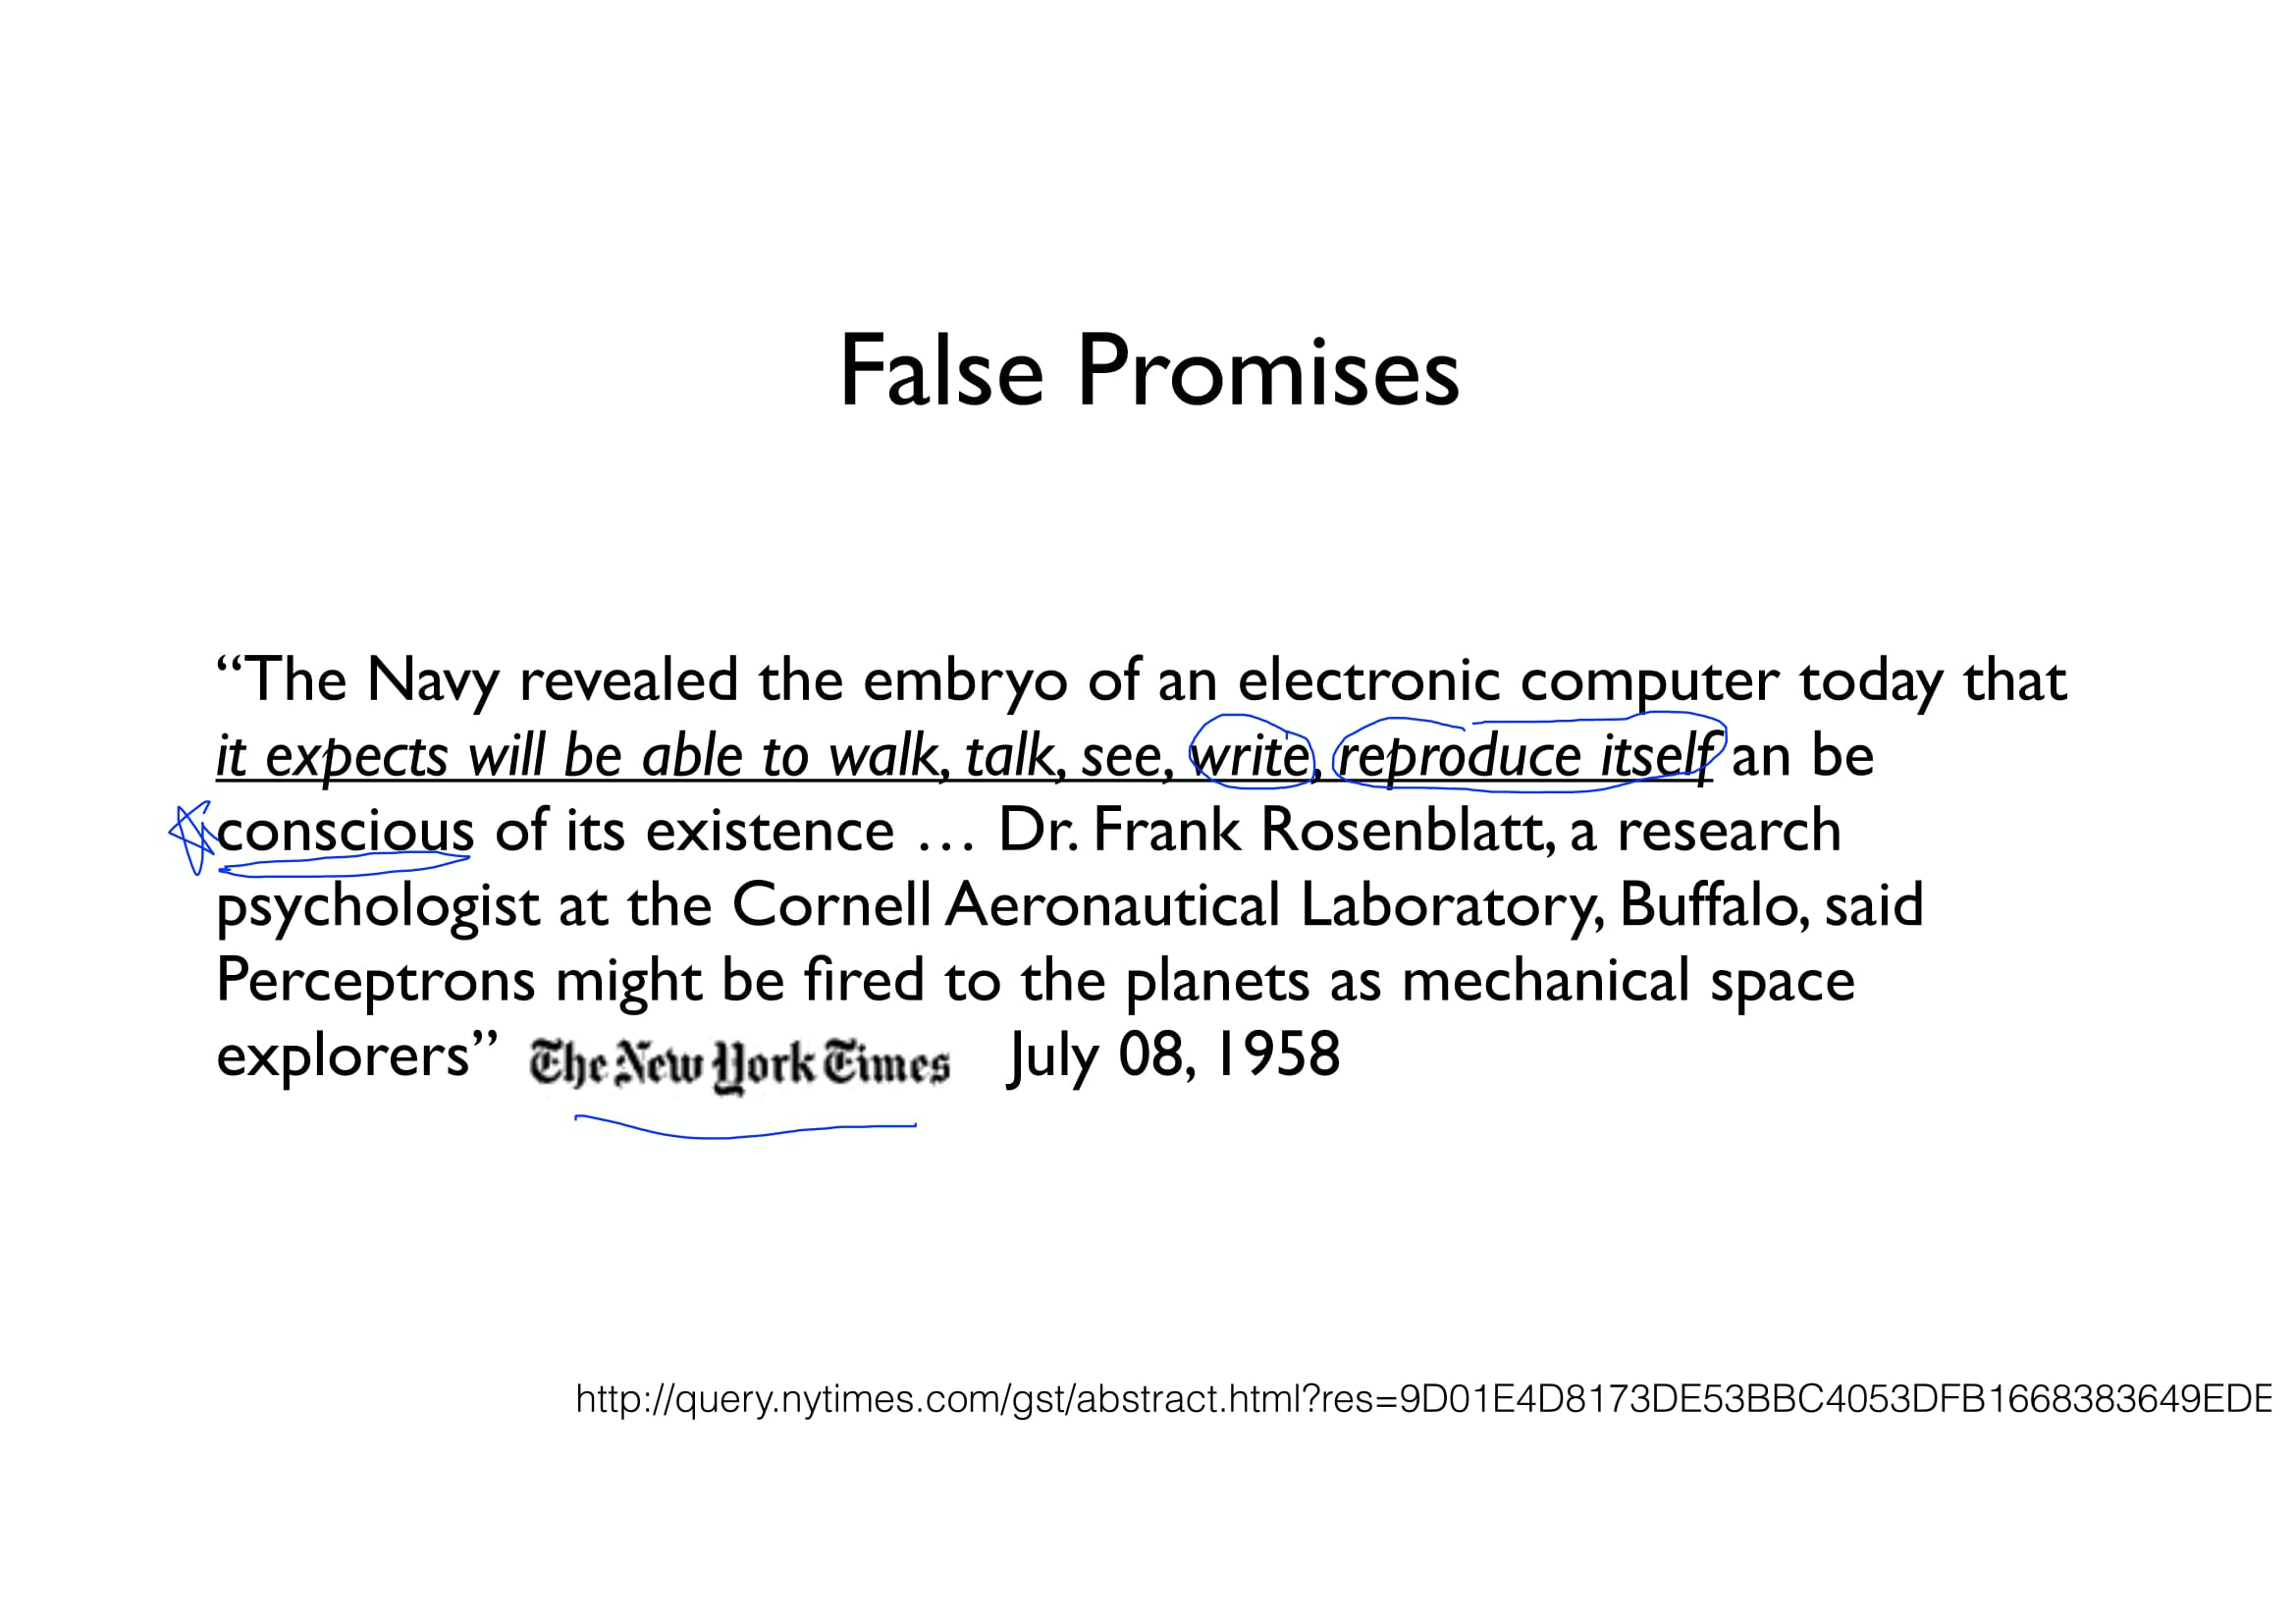 False Promises
“The Navy revealed the embryo of an electronic computer today that
it expects will be able to walk, talk, see, write, reproduce itself an be
conscious of its existence … Dr. Frank Rosenblatt, a research
psychologist at the Cornell Aeronautical Laboratory, Buffalo, said
Perceptrons might be fired to the planets as mechanical space
explorers” The New York Times July 08, 1958
http://query.nytimes.com/gst/abstract.html?res=9D01E4D8173DE53BBC4053DFB1668383649EDE